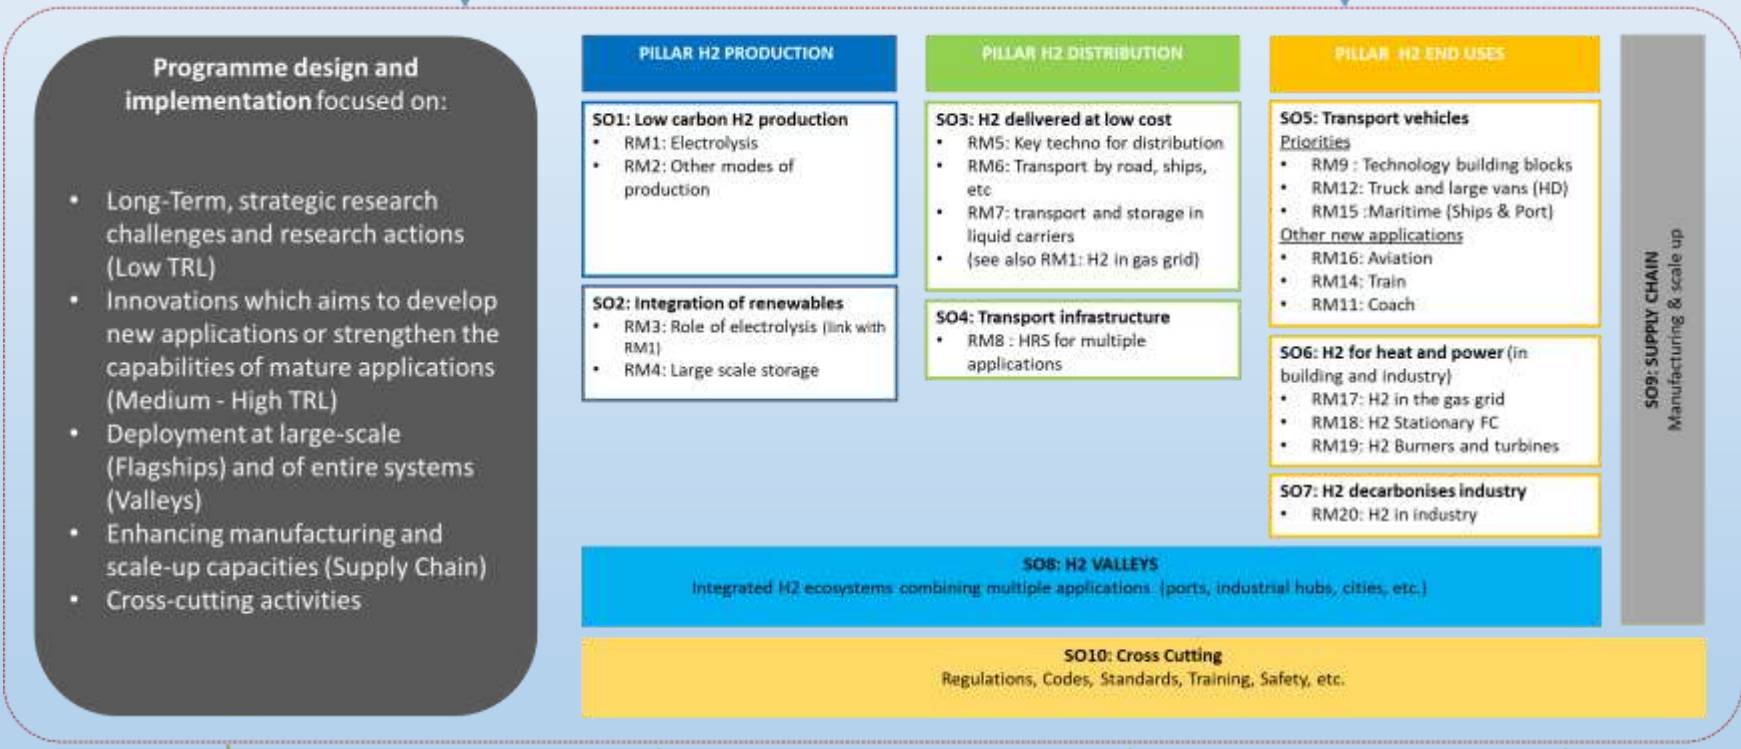 Programme design and
implementation focused on:
• Long-Term, strategic research
challenges and research actions
(Low TRL)
• Innovations which aims to develop
new applications or strengthen the
capabilities of mature applications
(Medium - High TRL)
• Deployment at large-scale
(Flagships) and of entire systems
(Valleys)
• Enhancing manufacturing and
scale-up capacities (Supply Chain)
• Cross-cutting activities
PILLAR H2 PRODUCTION
SO1: Low carbon H2 production
• RM1: Electrolysis
• RM2: Other modes of
production
SO2: Integration of renewables
• RM3: Role of electrolysis (link with
RM1)
• RM4: Large scale storage
PILLAR H2 DISTRIBUTION
SO3: H2 delivered at low cost
• RM5: Key techno for distribution
• RM6: Transport by road, ships,
etc
• RM7: transport and storage in
liquid carriers
• (see also RM1: H2 in gas grid)
SO4: Transport infrastructure
• RM8 : HRS for multiple
applications
PILLAR H2 END USES
SO5: Transport vehicles
Priorities
• RM9 : Technology building blocks
• RM12: Truck and large vans (HD)
• RM15 :Maritime (Ships & Port)
Other new applications
• RM16: Aviation
• RM14: Train
• RM11: Coach
SO6: H2 for heat and power (in
building and industry)
• RM17: H2 in the gas grid
• RM18: H2 Stationary FC
• RM19: H2 Burners and turbines
SO7: H2 decarbonises industry
• RM20: H2 in industry
SO9: SUPPLY CHAIN
Manufacturing & scale up
SO8: H2 VALLEYS
Integrated H2 ecosystems combining multiple applications (ports, industrial hubs, cities, etc.)
SO10: Cross Cutting
Regulations, Codes, Standards, Training, Safety, etc.